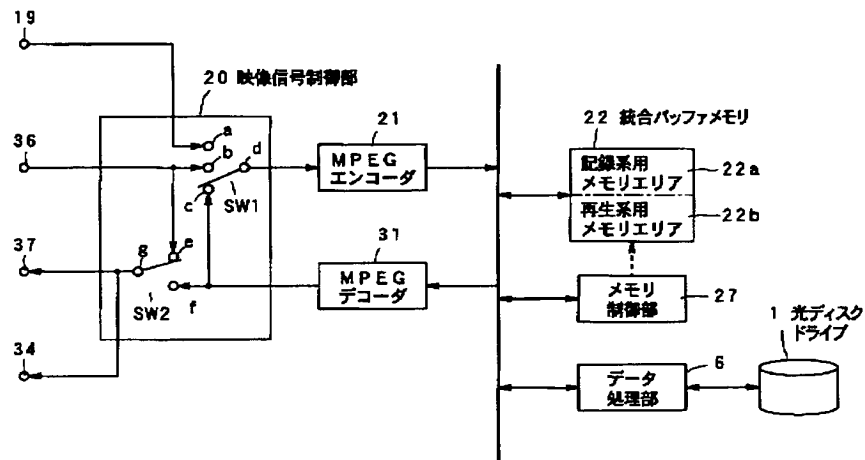 19
20 映像信号制御部
36
a
b
d
c
SW1
21
MPEG
エンコーダ
22 統合バッファメモリ
記録系用
メモリエリア
22a
再生系用
メモリエリア
22b
37
g
e
f
SW2
31
MPEG
デコーダ
メモリ
制御部
27
1 光ディスク
ドライブ
34
6
データ
処理部